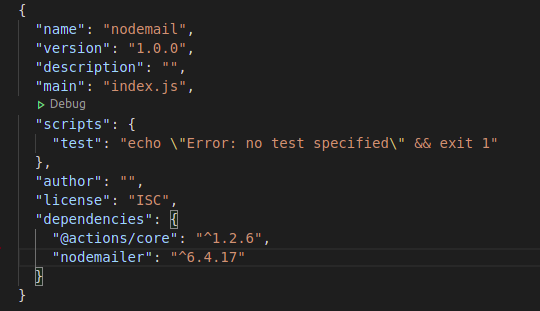 {
"name": "nodemail",
"version": "1.0.0",
"description": "",
"main": "index.js",
Debug
"scripts": {
"test": "echo \"Error: no test specified\" && exit 1"
},
"author": "",
"license": "ISC",
"dependencies": {
"@actions/core": "^1.2.6",
"nodemailer": "^6.4.17"
}
}